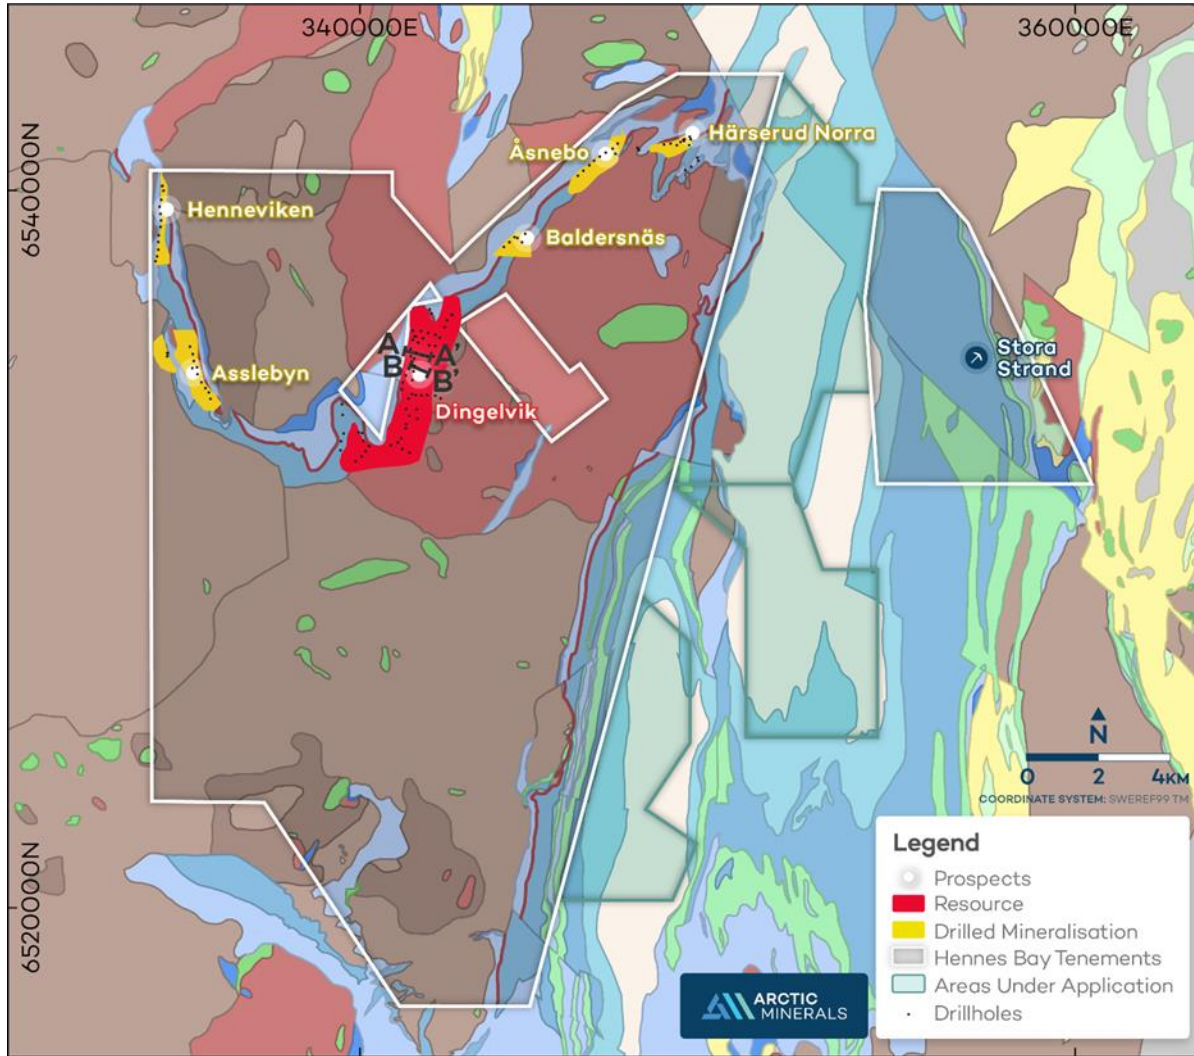 340000E
360000E
6540000N
6520000N
Härserud Norra
Åsnebo
Henneviken
Baldersnäs
A A'
B B'
Stora
Strand
Asslebyn
Dingelvik
N
0 2 4KM
COORDINATE SYSTEM: SWEREF99 TM
Legend
Prospects
Resource
Drilled Mineralisation
Hennes Bay Tenements
Areas Under Application
Drillholes
ARCTIC
MINERALS